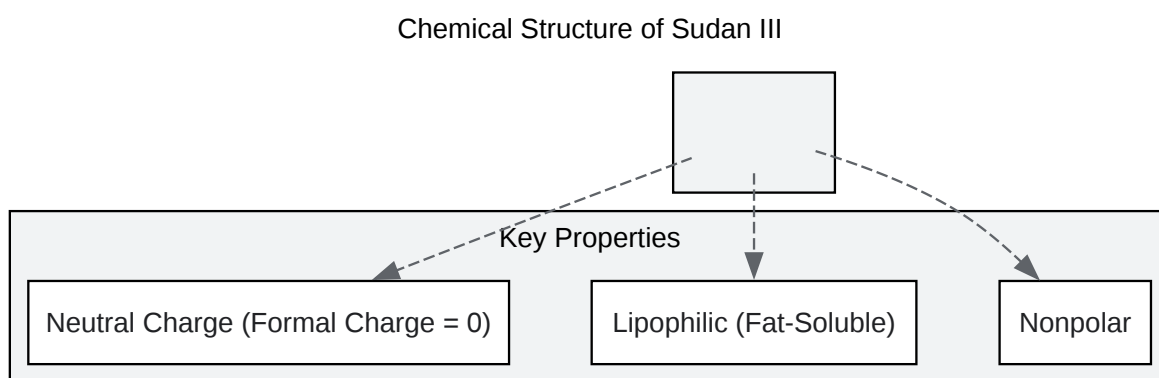 Chemical Structure of Sudan III
Key Properties
Neutral Charge (Formal Charge = 0)
Lipophilic (Fat-Soluble)
Nonpolar